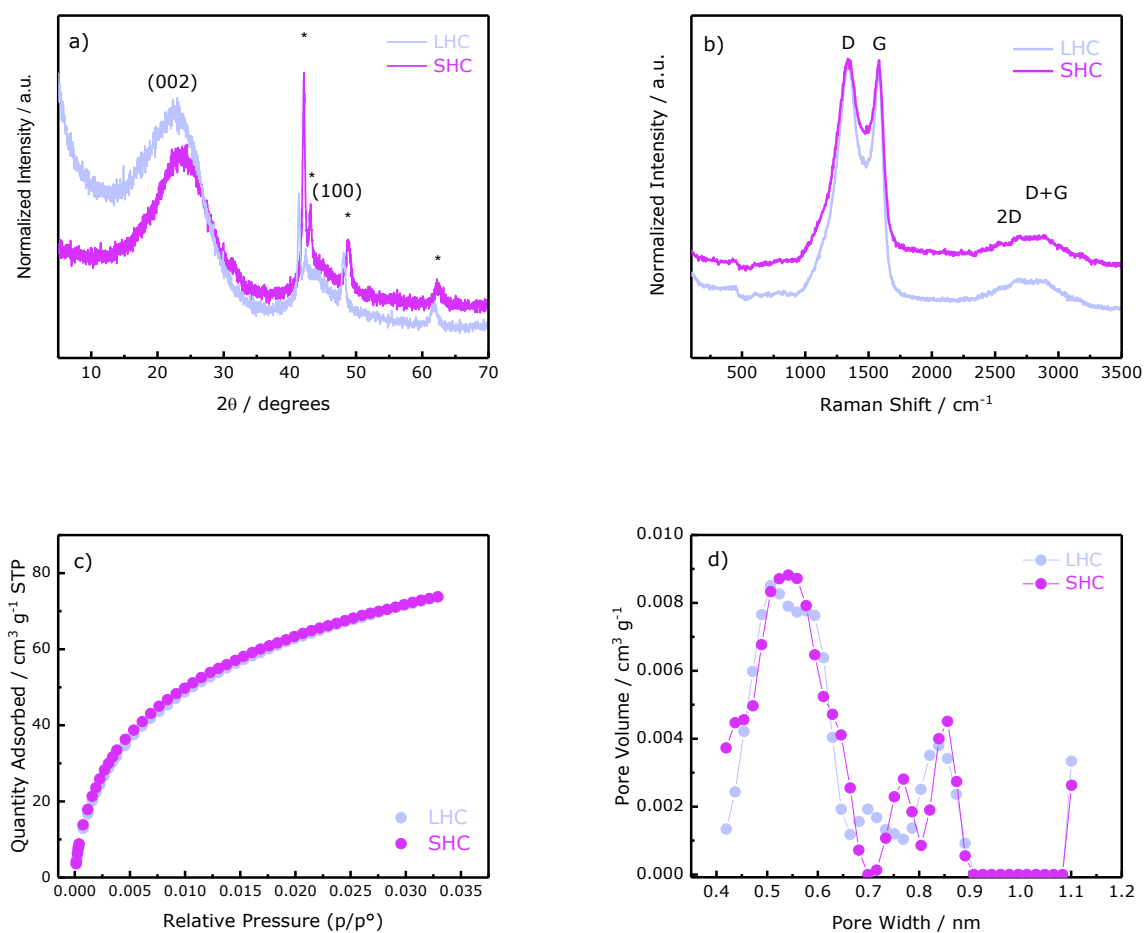 a)
LHC
SHC
*
(002)
*
(100)
*
*
Normalized Intensity / a.u.
10 20 30 40 50 60 70
2θ / degrees
b)
D G
LHC
SHC
D+G
2D
Normalized Intensity / a.u.
500 1000 1500 2000 2500 3000 3500
Raman Shift / cm⁻¹
c)
80
60
40
20
0
Quantity Adsorbed / cm³ g⁻¹ STP
LHC
SHC
0.000 0.005 0.010 0.015 0.020 0.025 0.030 0.035
Relative Pressure (p/p°)
d)
LHC
SHC
0.010
0.008
0.006
0.004
0.002
0.000
Pore Volume / cm³ g⁻¹
0.4 0.5 0.6 0.7 0.8 0.9 1.0 1.1 1.2
Pore Width / nm